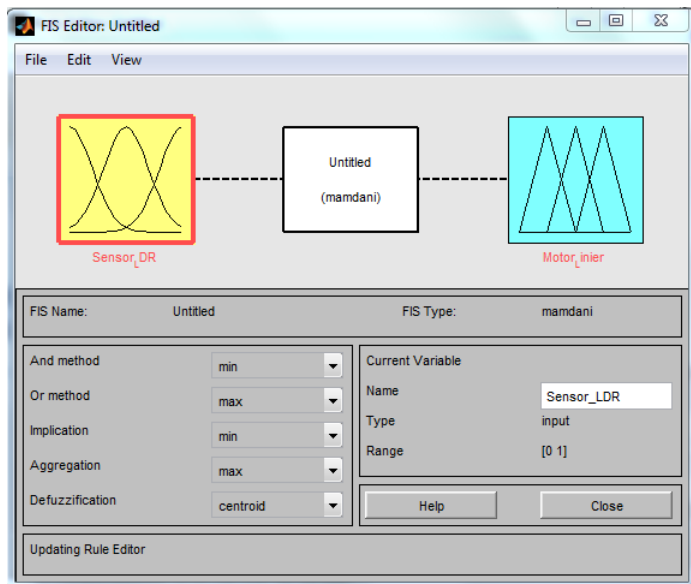 FIS Editor: Untitled
File Edit View
Untitled
(mamdani)
Sensor_LDR
Motor_Linier
FIS Name: Untitled FIS Type: mamdani
And method min
Or method max
Implication min
Aggregation max
Defuzzification centroid
Current Variable
Name Sensor_LDR
Type input
Range [0 1]
Help Close
Updating Rule Editor